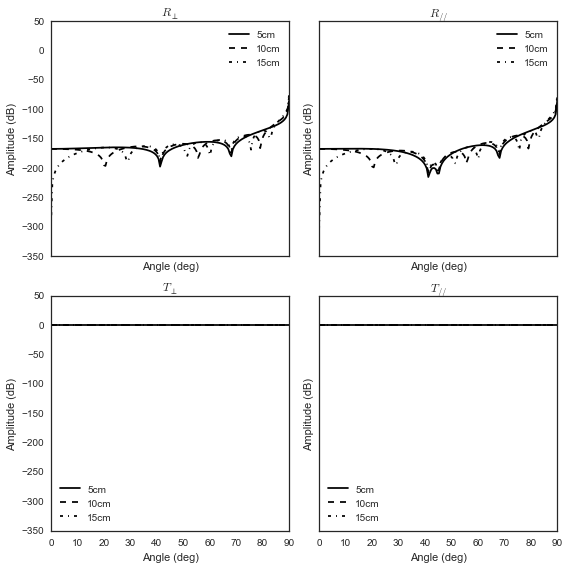 R⊥
R//
50
0
−50
−100
−150
−200
−250
−300
−350
Amplitude (dB)
Amplitude (dB)
5cm
10cm
15cm
5cm
10cm
15cm
Angle (deg)
Angle (deg)
T⊥
T//
50
0
−50
−100
−150
−200
−250
−300
−350
Amplitude (dB)
Amplitude (dB)
5cm
10cm
15cm
5cm
10cm
15cm
0 10 20 30 40 50 60 70 80 90
0 10 20 30 40 50 60 70 80 90
Angle (deg)
Angle (deg)